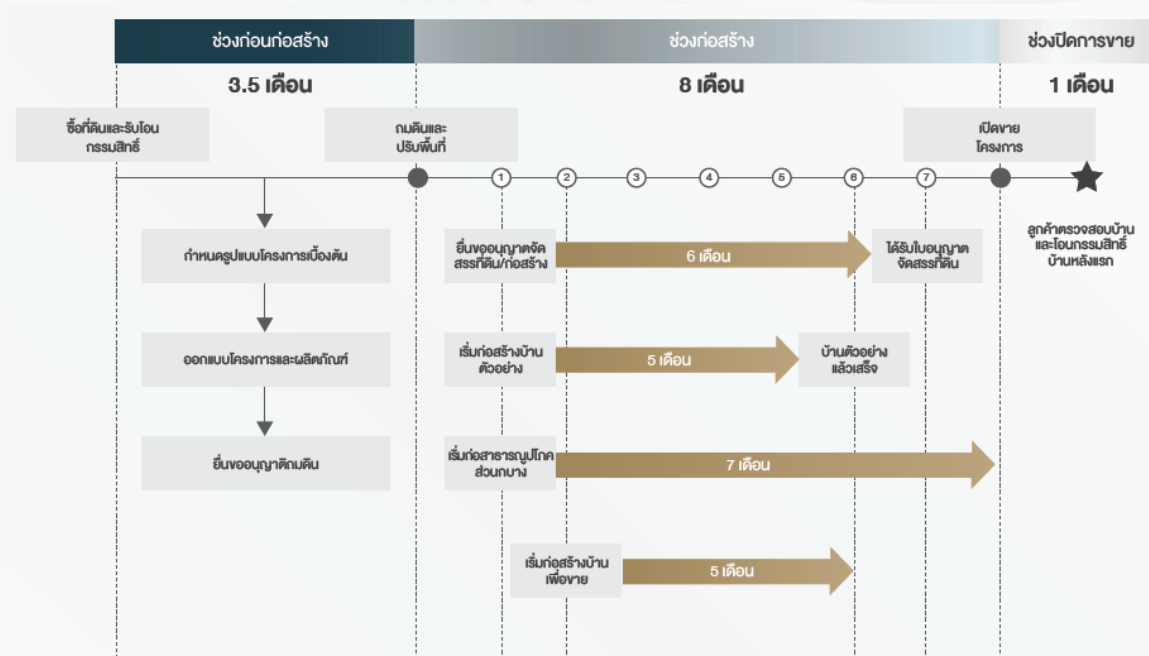 ช่วงก่อนก่อสร้าง
ช่วงก่อสร้าง
ช่วงปิดการขาย
3.5 เดือน
8 เดือน
1 เดือน
ซื้อที่ดินและรับโอน
กรรมสิทธิ์
ถมดินและ
ปรับพื้นที่
เปิดขาย
โครงการ
1
2
3
4
5
6
7
ลูกค้าตรวจสอบบ้าน
และโอนกรรมสิทธิ์
บ้านหลังแรก
กำหนดรูปแบบโครงการเบื้องต้น
ยื่นขออนุญาตจัด
สรรที่ดิน/ก่อสร้าง
6 เดือน
ได้รับใบอนุญาต
จัดสรรที่ดิน
ออกแบบโครงการและผลิตภัณฑ์
เริ่มก่อสร้างบ้าน
ตัวอย่าง
5 เดือน
บ้านตัวอย่าง
แล้วเสร็จ
ยื่นขออนุญาติถมดิน
เริ่มก่อสาธารณูปโภค
ส่วนกบาง
7 เดือน
เริ่มก่อสร้างบ้าน
เพื่อขาย
5 เดือน